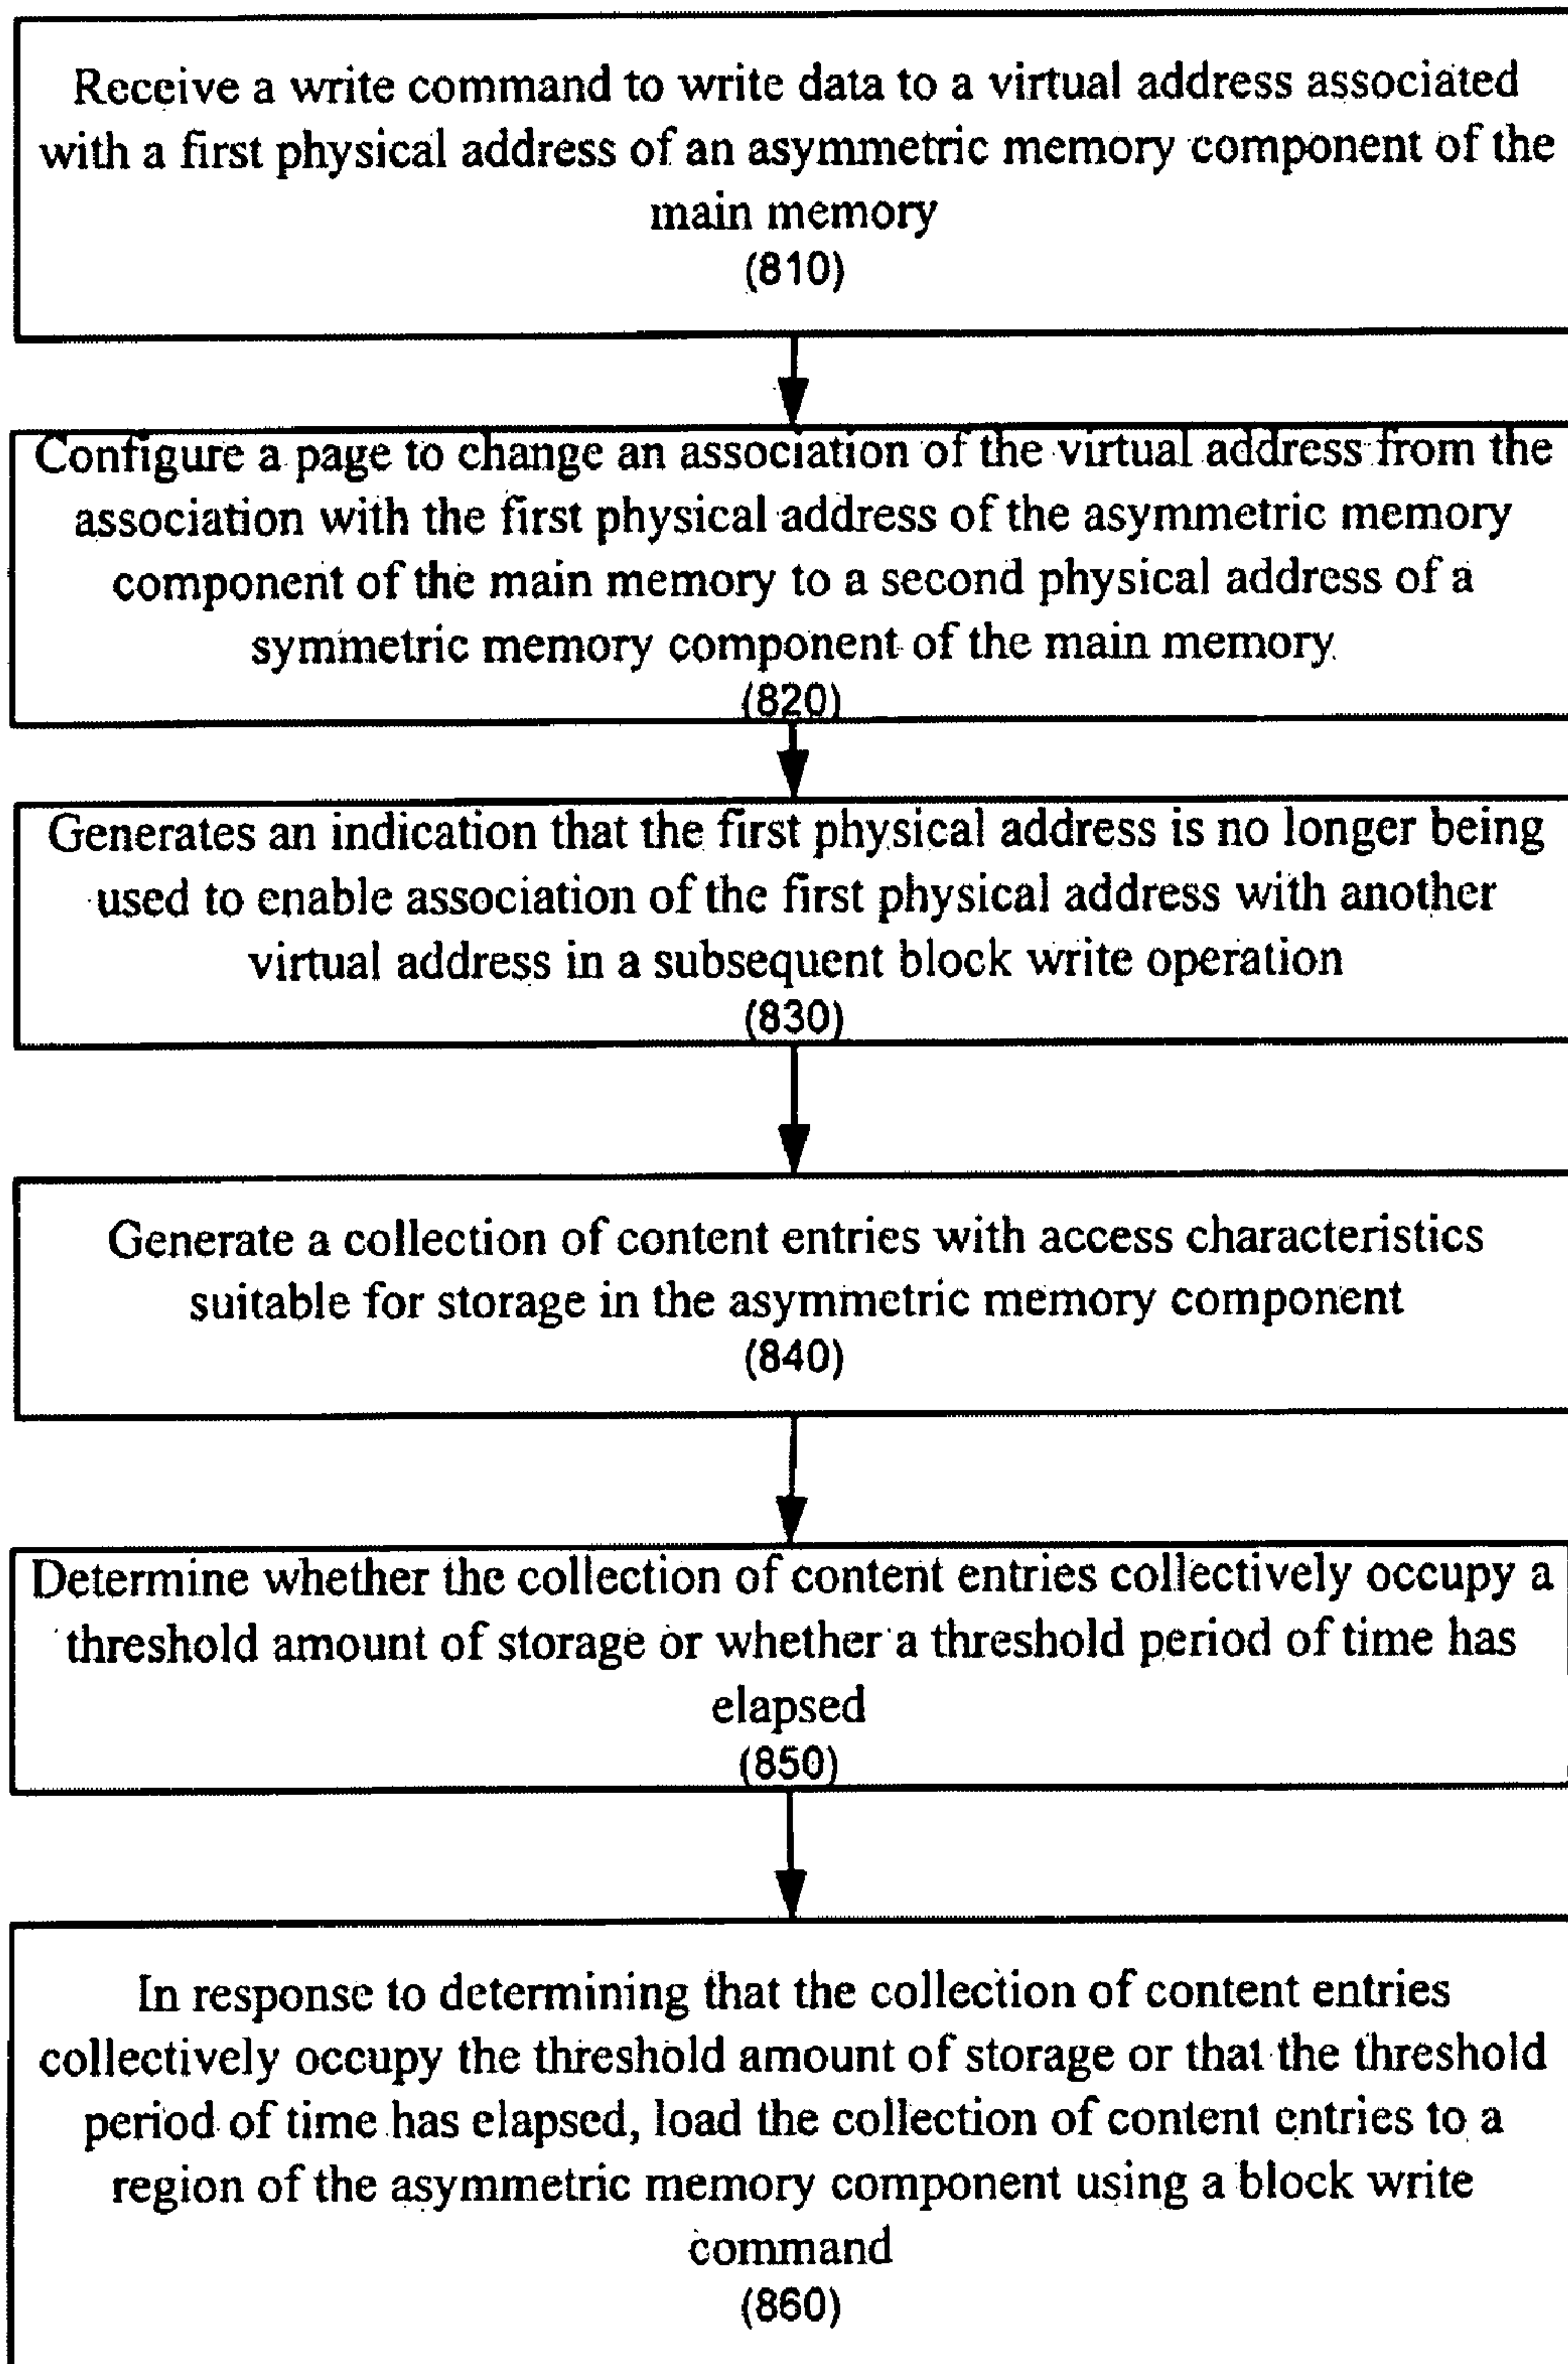 Receive a write command to write data to a virtual address associated
with a first physical address of an asymmetric memory component of the
main memory
(810)
Configure a page to change an association of the virtual address from the
association with the first physical address of the asymmetric memory
component of the main memory to a second physical address of a
symmetric memory component of the main memory
(820)
Generates an indication that the first physical address is no longer being
used to enable association of the first physical address with another
virtual address in a subsequent block write operation
(830)
Generate a collection of content entries with access characteristics
suitable for storage in the asymmetric memory component
(840)
Determine whether the collection of content entries collectively occupy a
threshold amount of storage or whether a threshold period of time has
elapsed
(850)
In response to determining that the collection of content entries
collectively occupy the threshold amount of storage or that the threshold
period of time has elapsed, load the collection of content entries to a
region of the asymmetric memory component using a block write
command
(860)